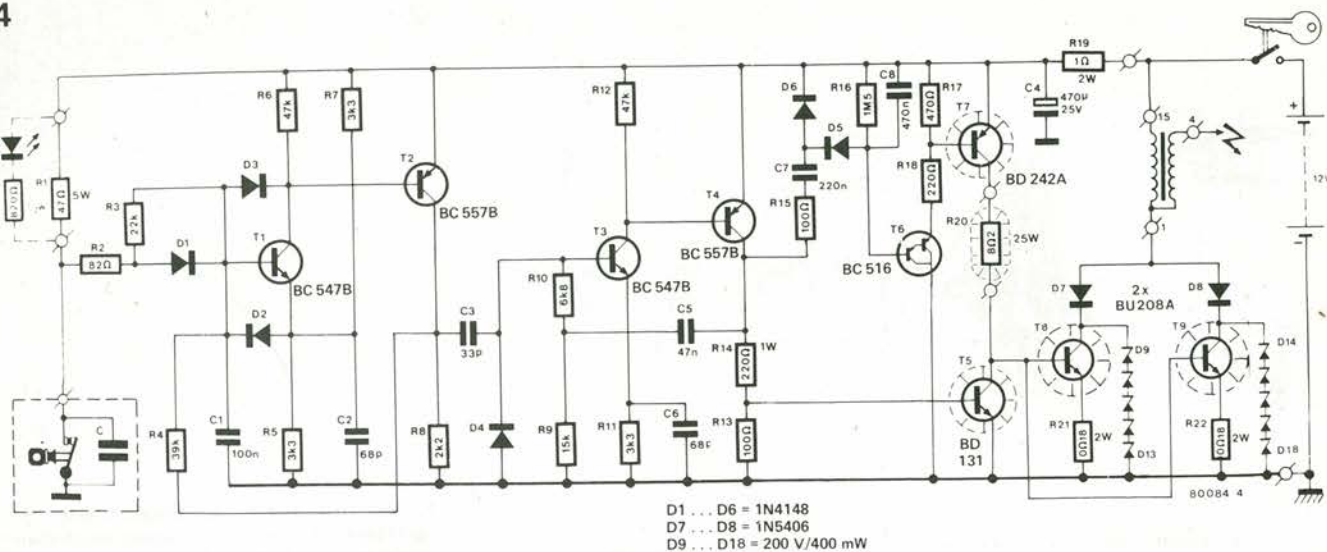 4
R19
1Ω
2W
R6
47k
R7
3k3
R12
47k
D6
R16
1M5
C8
470n
R17
470Ω
T7
C4
470µ
25V
15
4
+
12V
820Ω
R1
47Ω
5W
R3
22k
D3
T2
BC 557B
D5
C7
220n
R18
220Ω
BD 242A
R2
82Ω
D1
T1
BC 547B
T3
BC 547B
T4
BC 557B
R15
100Ω
T6
BC 516
R20
8Ω2
25W
1
R10
6k8
D7
2x
BU208A
D8
D2
C3
33p
C5
47n
R14
220Ω
1W
T8
D9
T9
D14
T5
C
R4
39k
C1
100n
R5
3k3
C2
68p
R8
2k2
D4
R9
15k
R11
3k3
C6
68p
R13
100Ω
BD
131
R21
0Ω18
2W
D13
R22
0Ω18
2W
D18
80084 4
D1 ... D6 = 1N4148
D7 ... D8 = 1N5406
D9 ... D18 = 200 V/400 mW